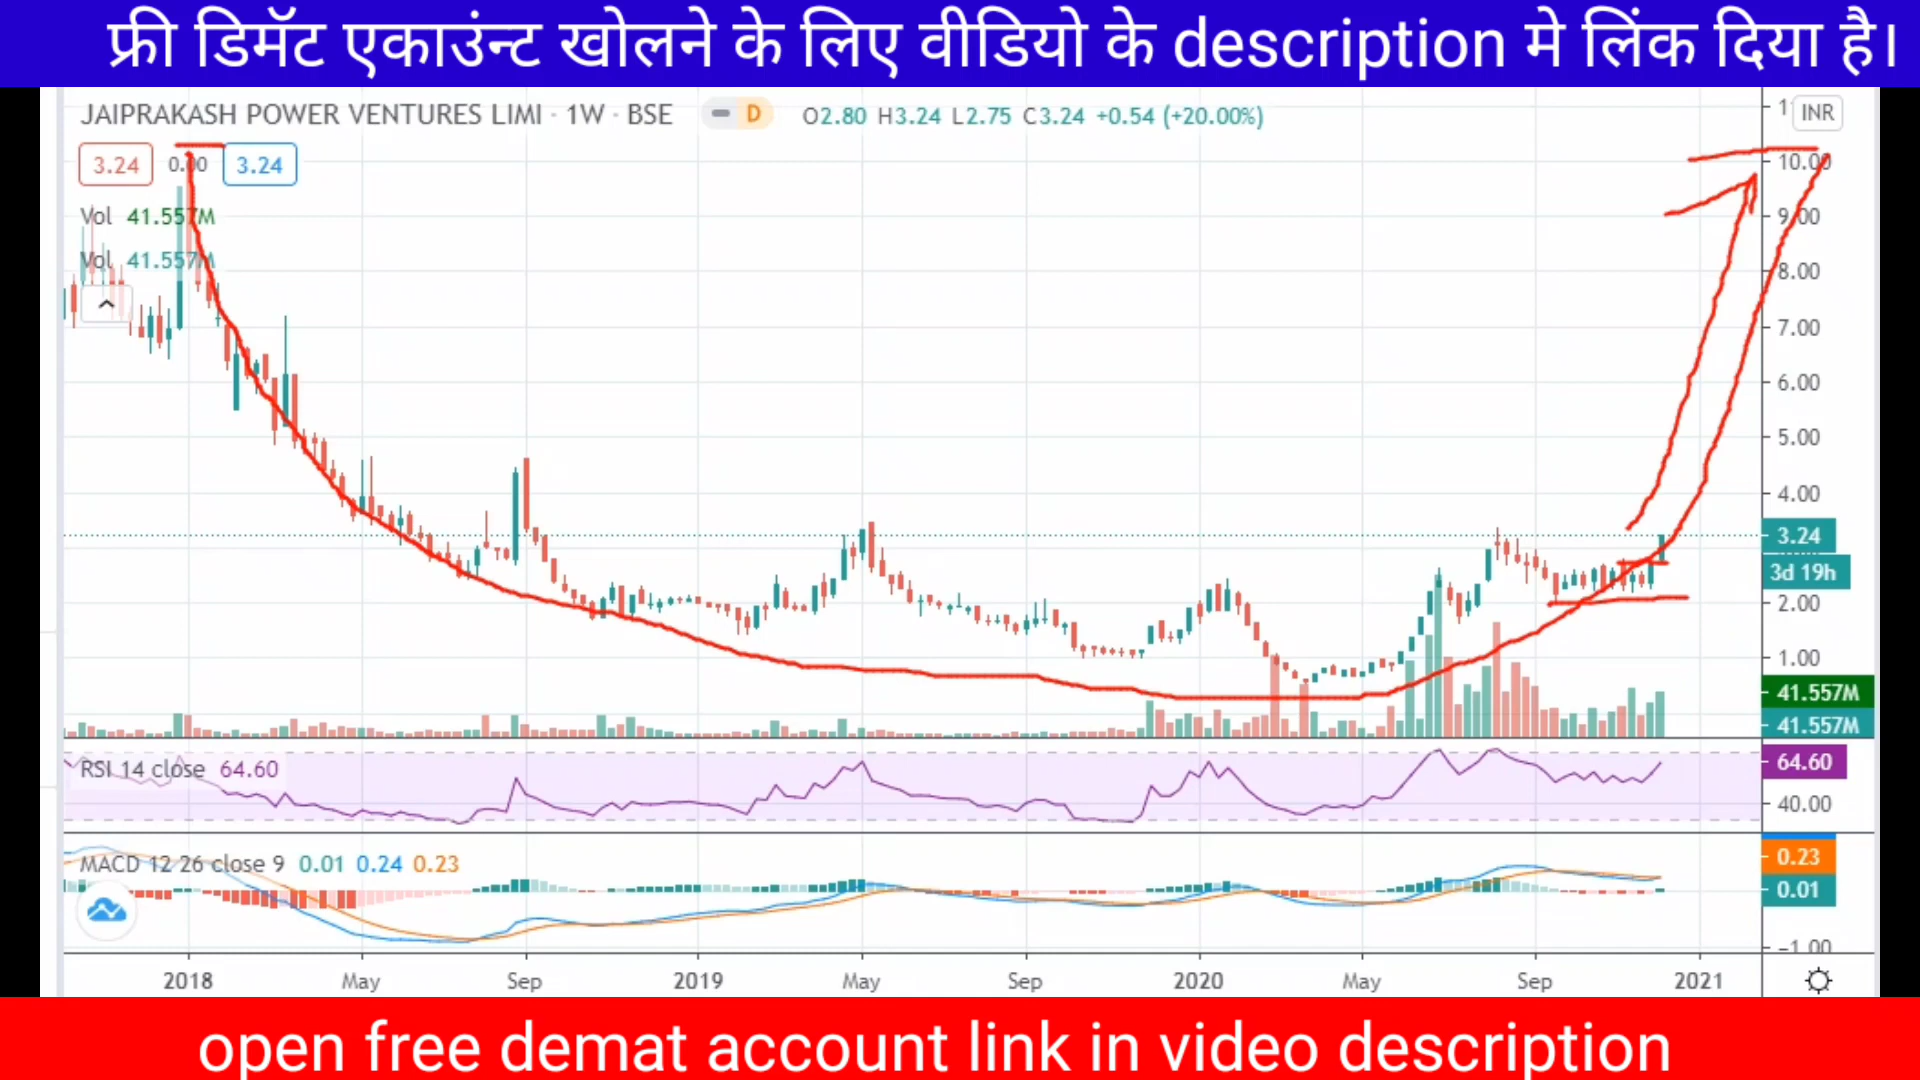 फ्री डिमॅट एकाउंन्ट खोलने के लिए वीडियो के description मे लिंक दिया है।
JAIPRAKASH POWER VENTURES LIMI · 1W · BSE D O2.80 H3.24 L2.75 C3.24 +0.54 (+20.00%)
INR
3.24 0.00 3.24
Vol 41.557M
Vol 41.557M
10.00
9.00
8.00
7.00
6.00
5.00
4.00
3.24
3d 19h
2.00
1.00
41.557M
41.557M
RSI 14 close 64.60
64.60
40.00
MACD 12 26 close 9 0.01 0.24 0.23
0.23
0.01
-1.00
2018 May Sep 2019 May Sep 2020 May Sep 2021
open free demat account link in video description